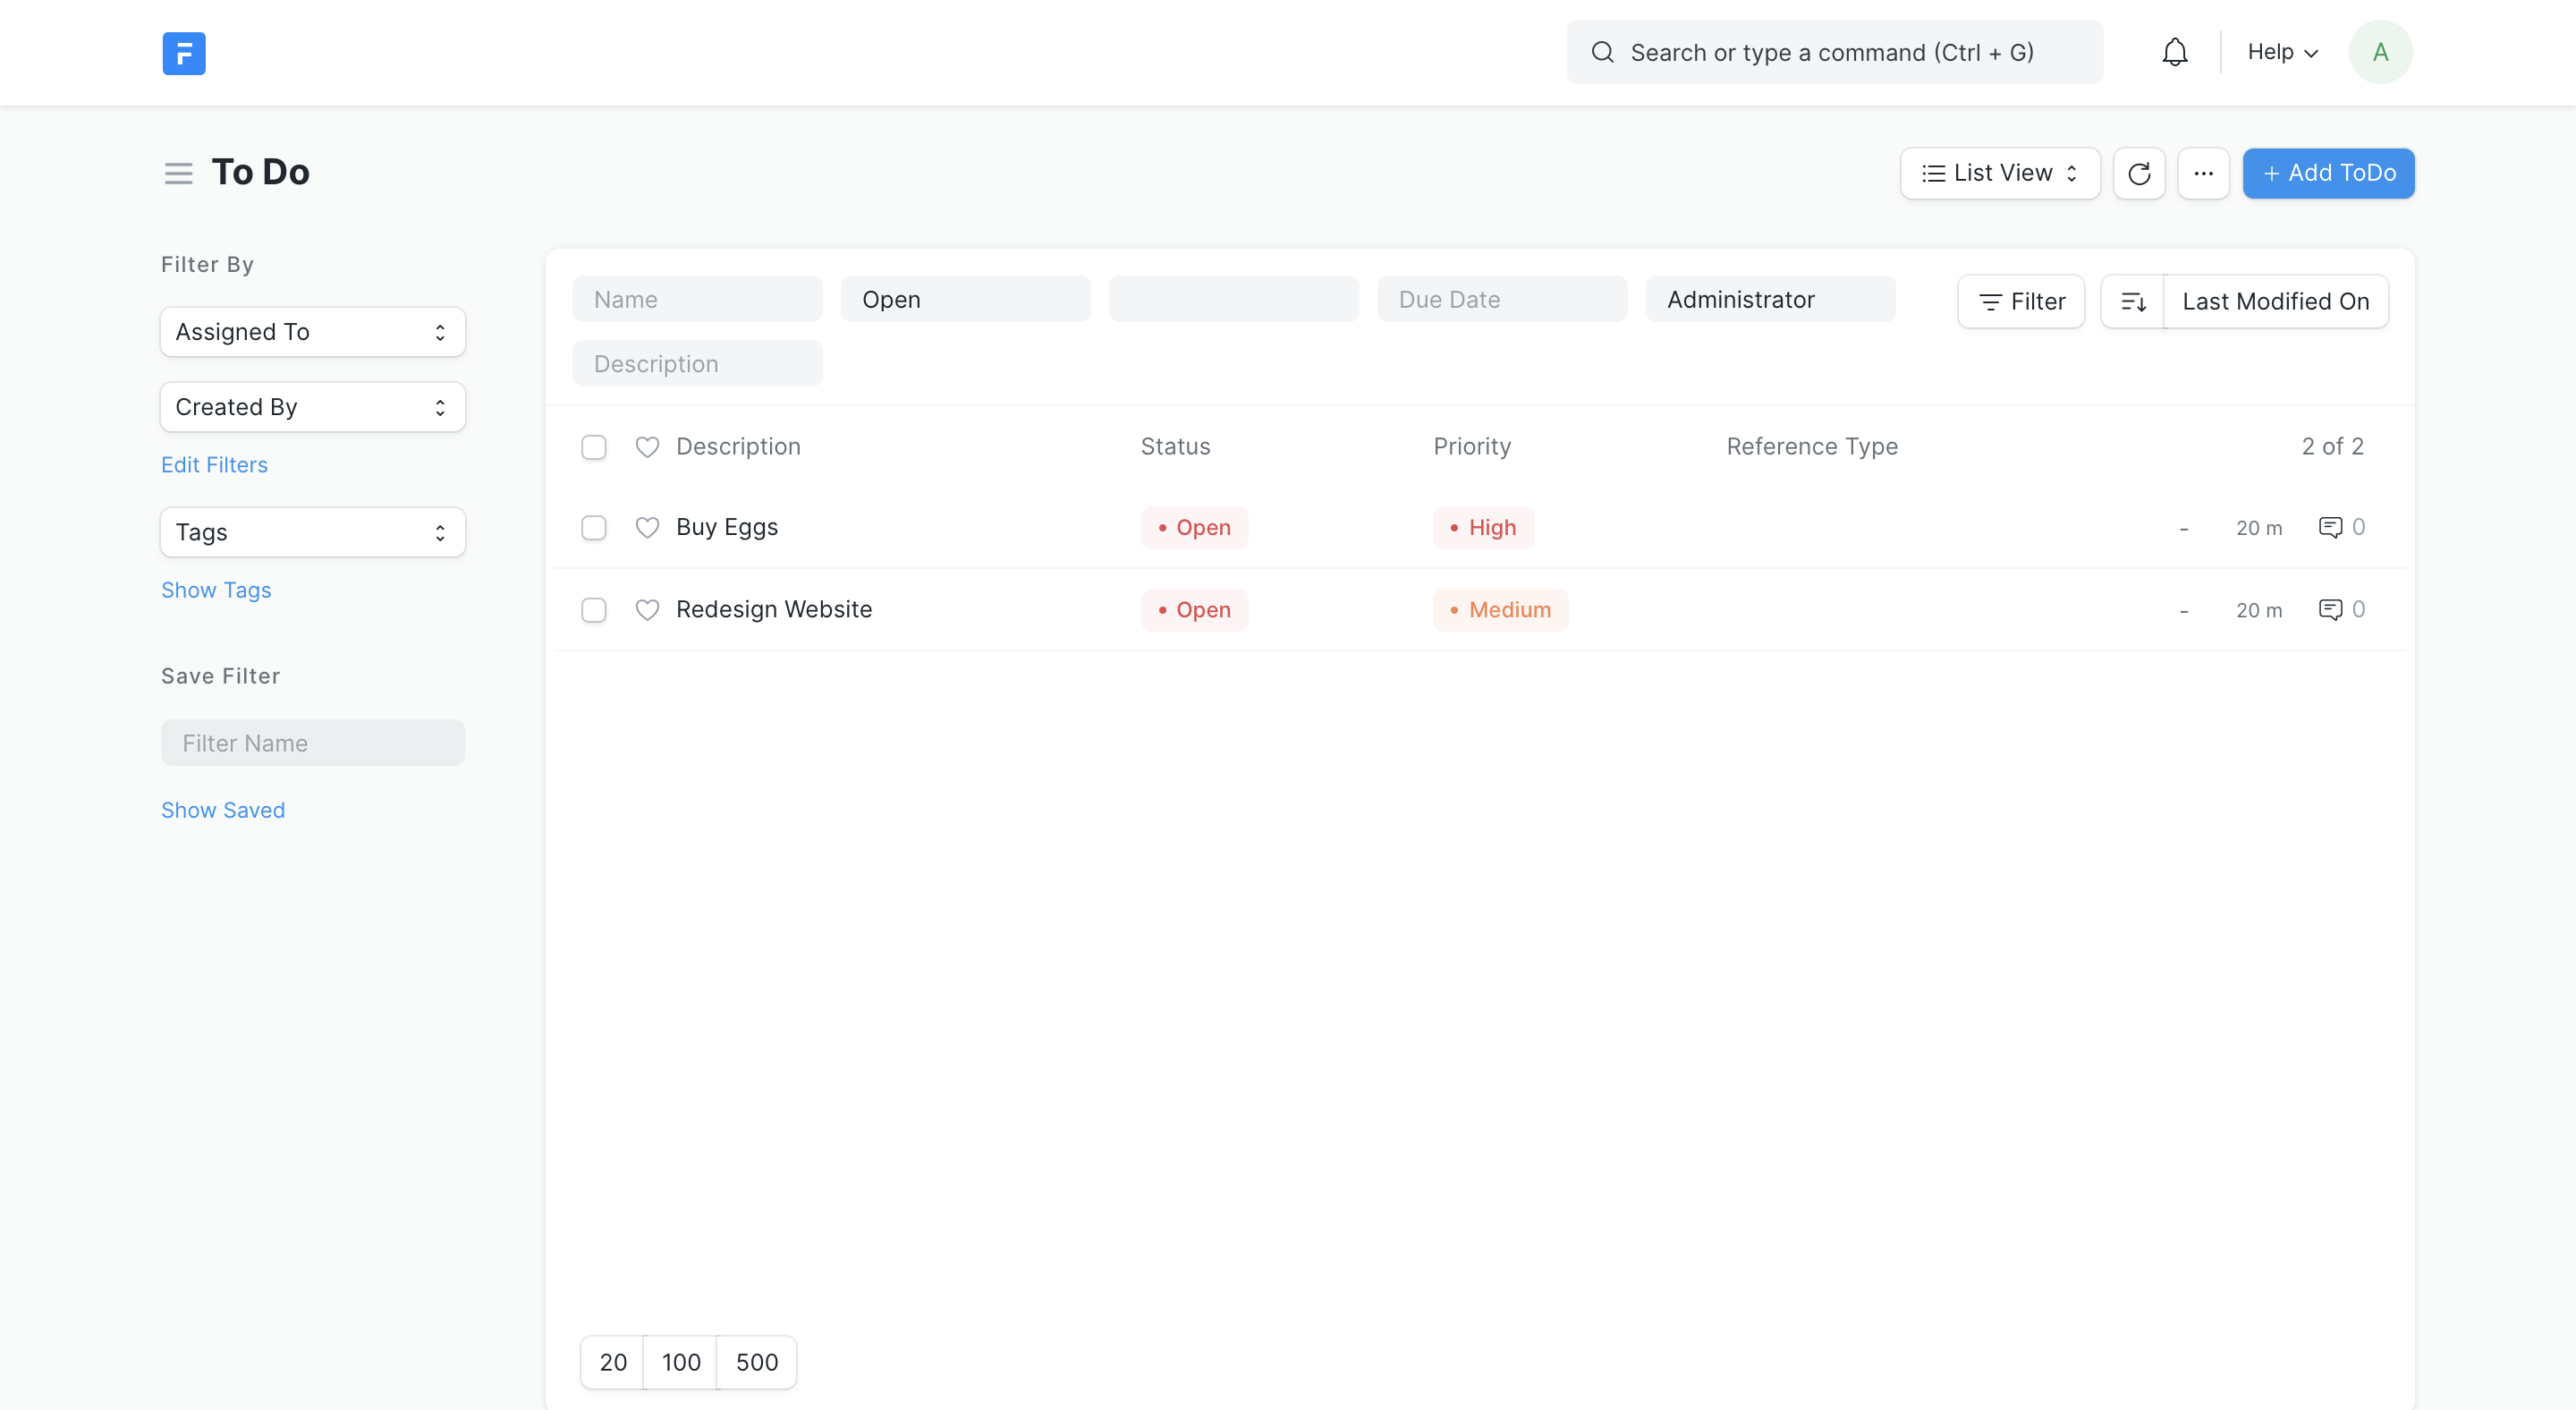 F
Search or type a command (Ctrl + G)
Help
A
To Do
List View
Add ToDo
Filter By
Assigned To
Created By
Edit Filters
Tags
Show Tags
Save Filter
Filter Name
Show Saved
Name
Open
Due Date
Administrator
Filter
Last Modified On
Description
Description Status Priority Reference Type 2 of 2
Buy Eggs Open High - 20 m 0
Redesign Website Open Medium - 20 m 0
20 100 500